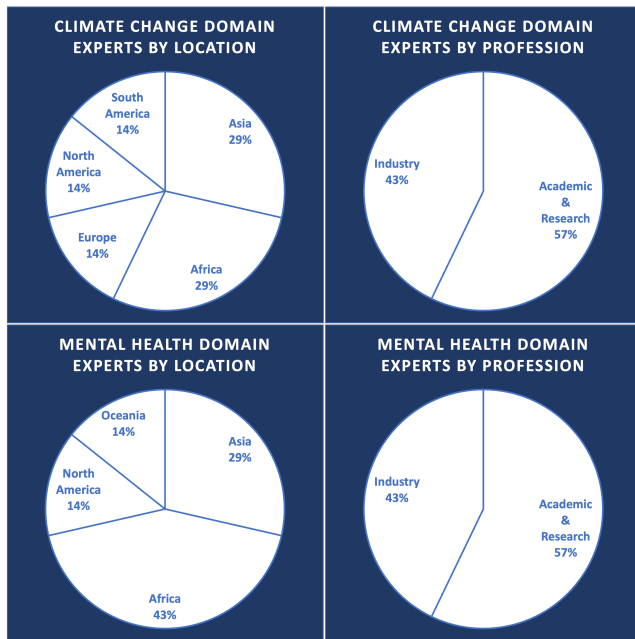 CLIMATE CHANGE DOMAIN
EXPERTS BY LOCATION
South
America
14%
Asia
29%
North
America
14%
Europe
14%
Africa
29%
CLIMATE CHANGE DOMAIN
EXPERTS BY PROFESSION
Industry
43%
Academic
&
Research
57%
MENTAL HEALTH DOMAIN
EXPERTS BY LOCATION
Oceania
14%
Asia
29%
North
America
14%
Africa
43%
MENTAL HEALTH DOMAIN
EXPERTS BY PROFESSION
Industry
43%
Academic
&
Research
57%